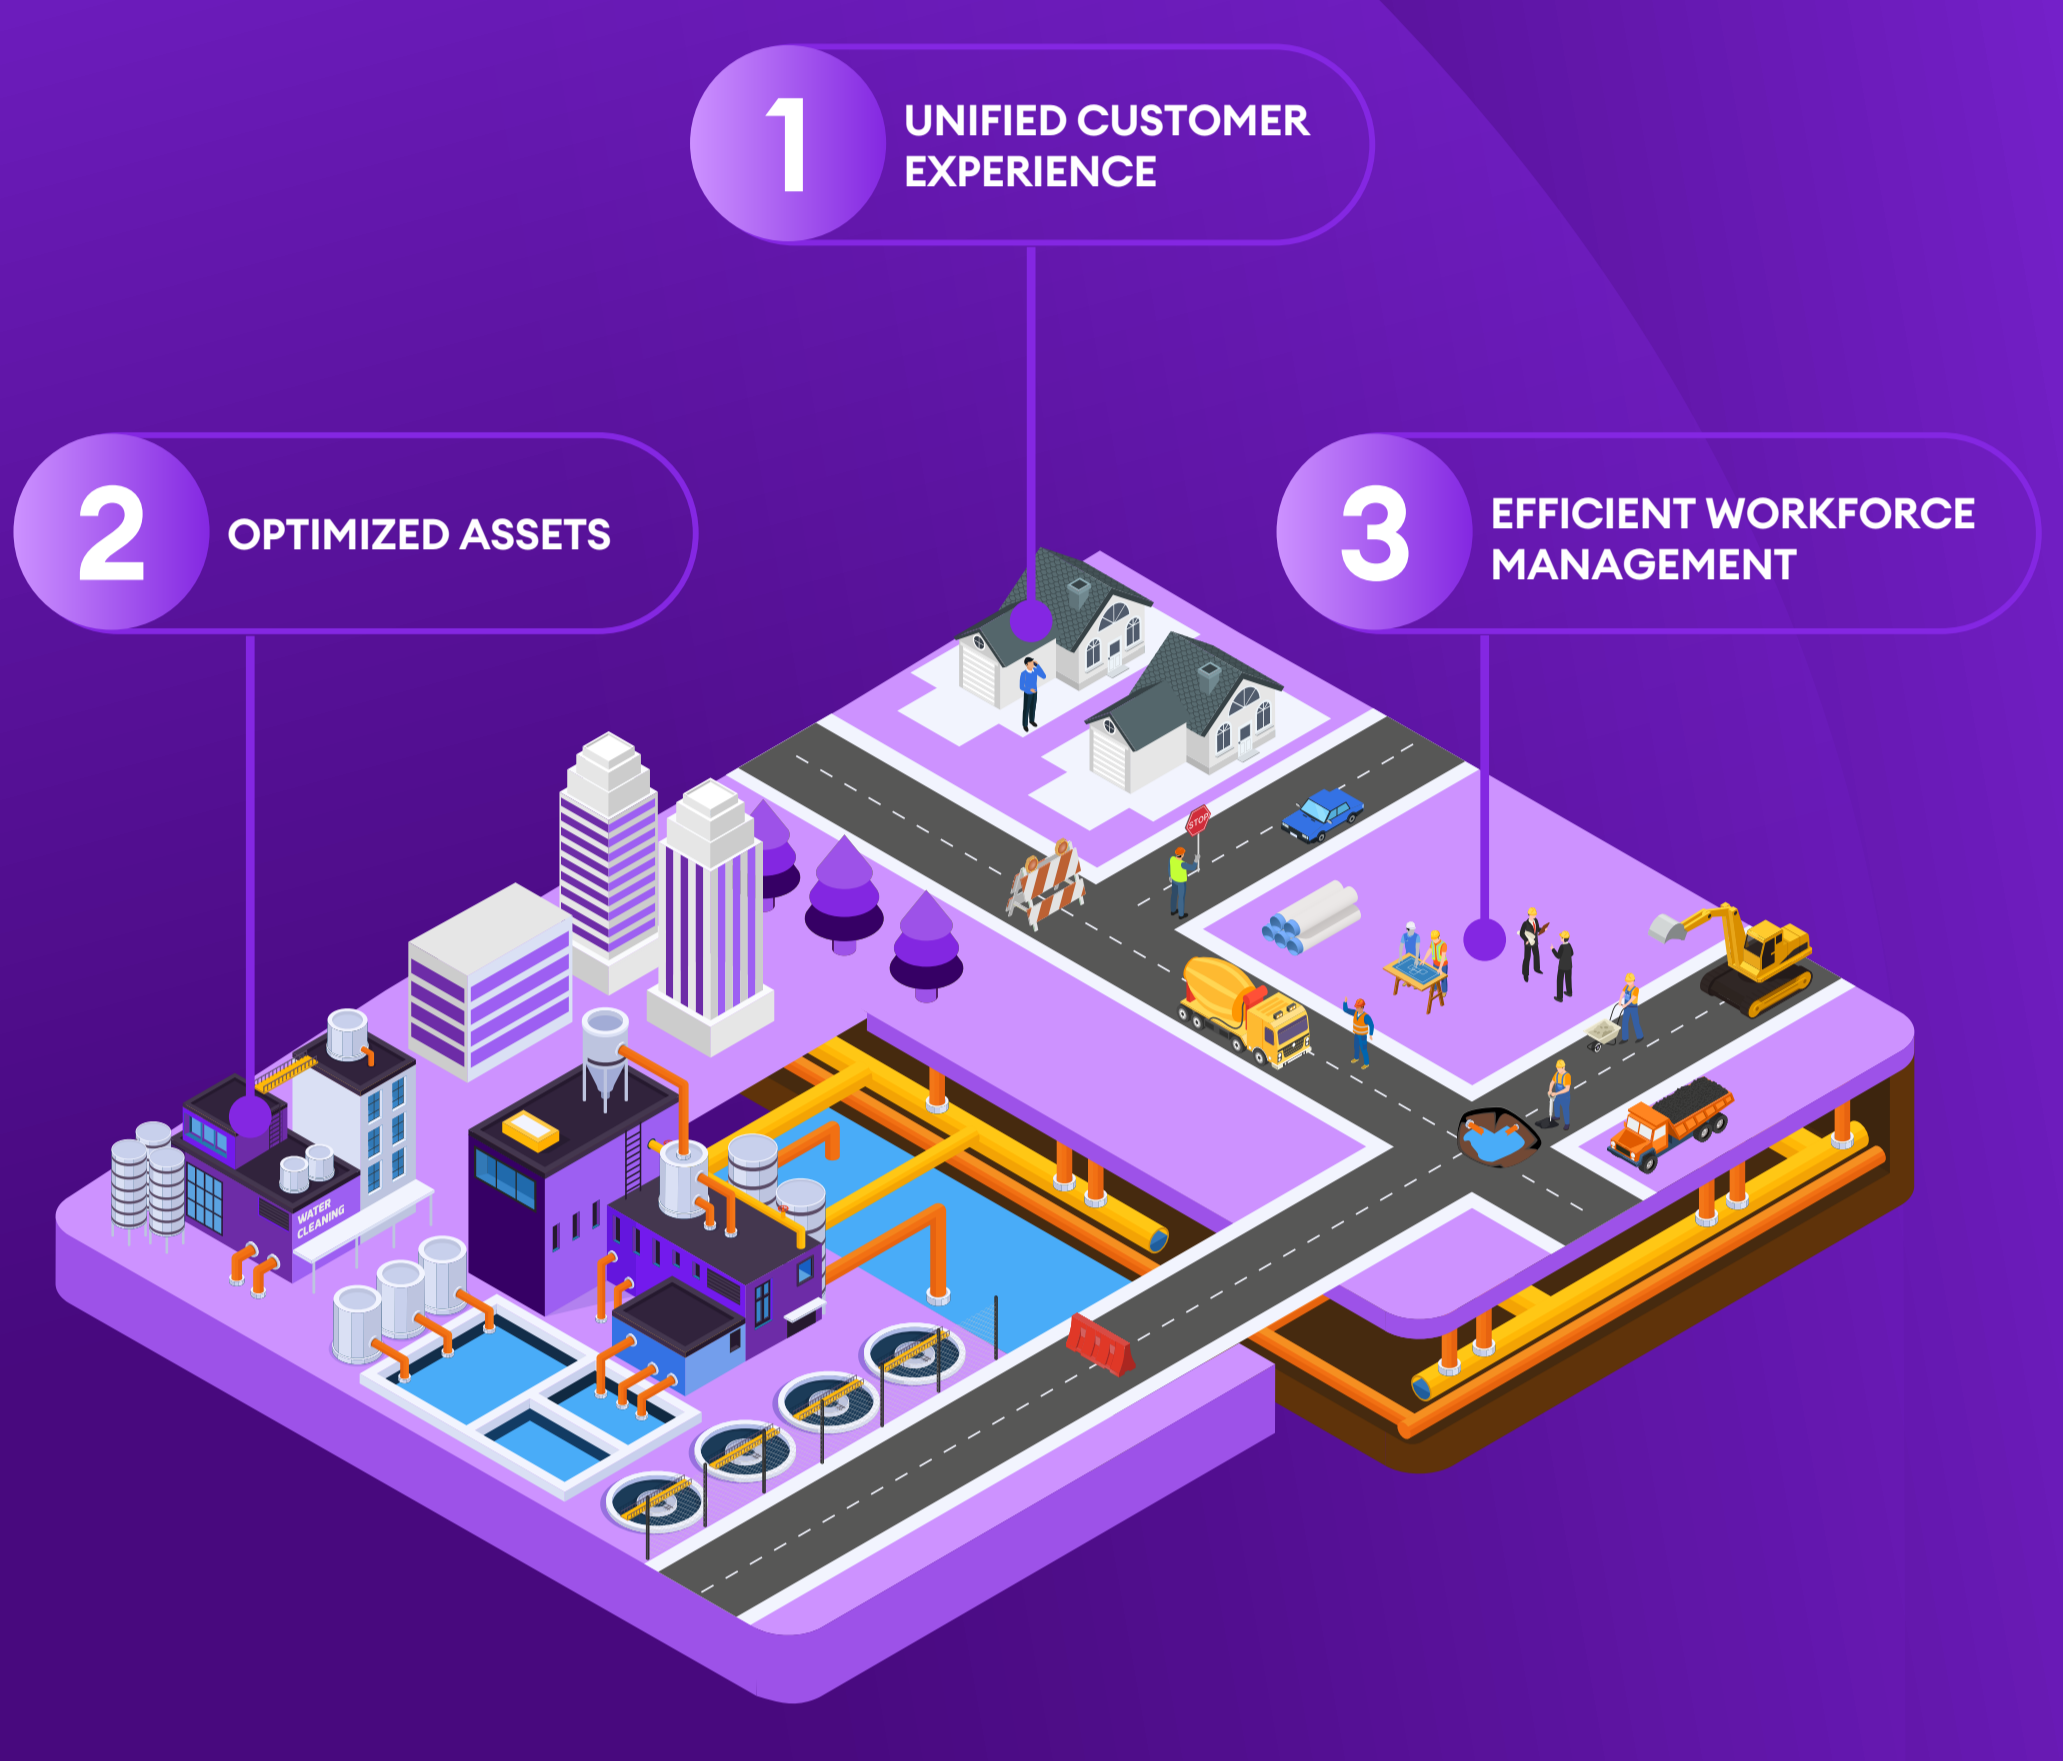 1
UNIFIED CUSTOMER
EXPERIENCE
2
OPTIMIZED ASSETS
3
EFFICIENT WORKFORCE
MANAGEMENT
STOP
WATER
CLEANING